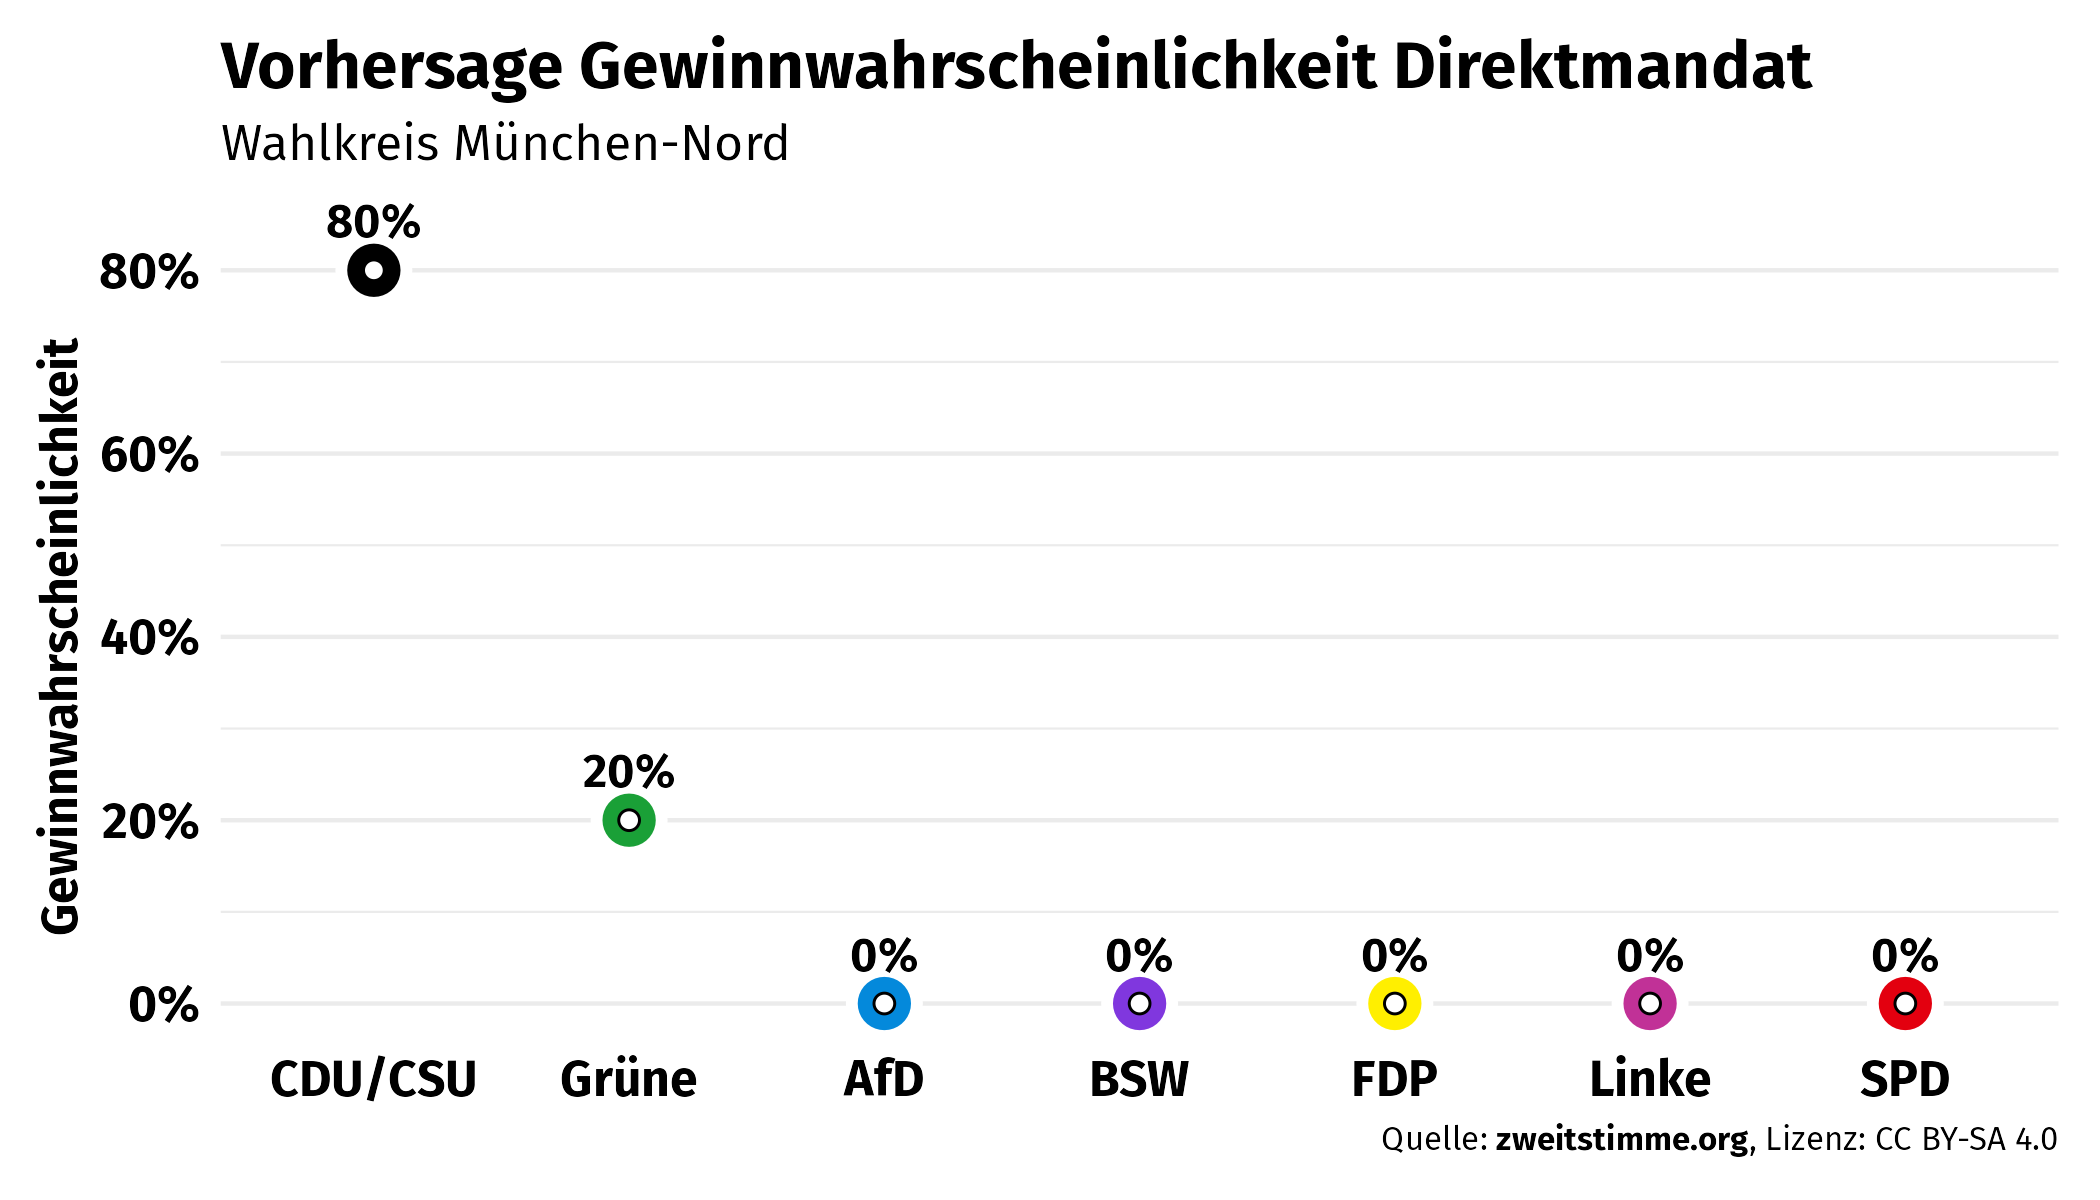 Vorhersage Gewinnwahrscheinlichkeit Direktmandat
Wahlkreis München-Nord
Gewinnwahrscheinlichkeit
80%
60%
40%
20%
0%
80%
20%
0%
0%
0%
0%
0%
CDU/CSU
Grüne
AfD
BSW
FDP
Linke
SPD
Quelle: zweitstimme.org, Lizenz: CC BY-SA 4.0